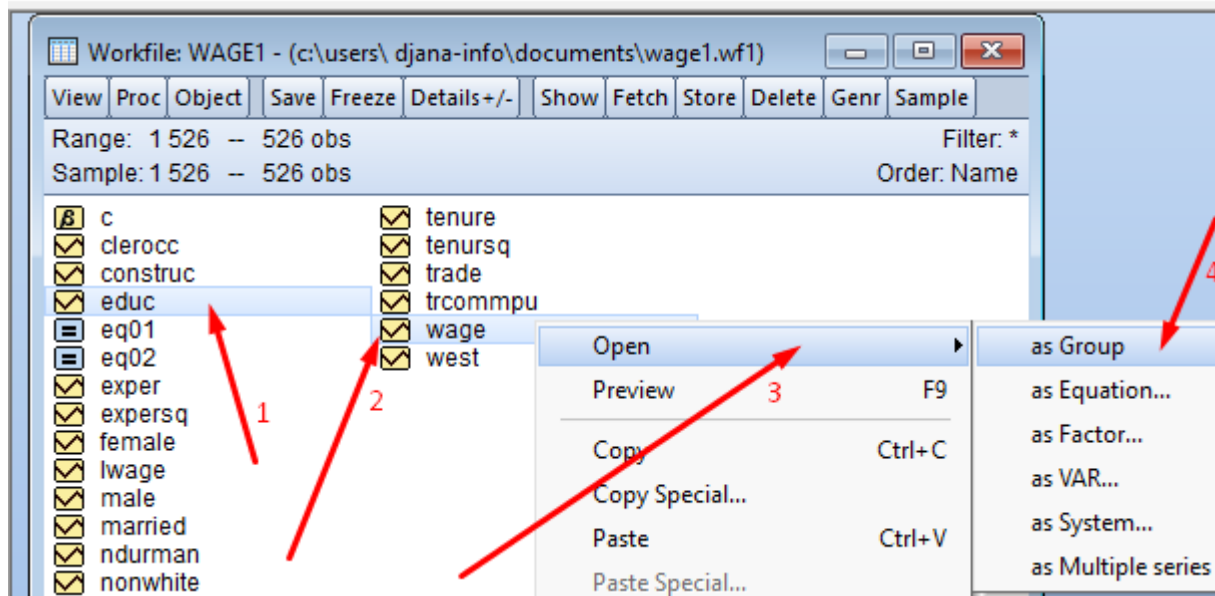 Workfile: WAGE1 - (c:\users\ djana-info\documents\wage1.wf1)
View Proc Object Save Freeze Details+/- Show Fetch Store Delete Genr Sample
Range: 1 526 -- 526 obs Filter: *
Sample: 1 526 -- 526 obs Order: Name
β c
clerocc
construc
educ
eq01
eq02
exper
expersq
female
lwage
male
married
ndurman
nonwhite
tenure
tenursq
trade
trcommpu
wage
west
1
2
3
4
Open
Preview F9
Copy Ctrl+C
Copy Special...
Paste Ctrl+V
Paste Special...
as Group
as Equation...
as Factor...
as VAR...
as System...
as Multiple series